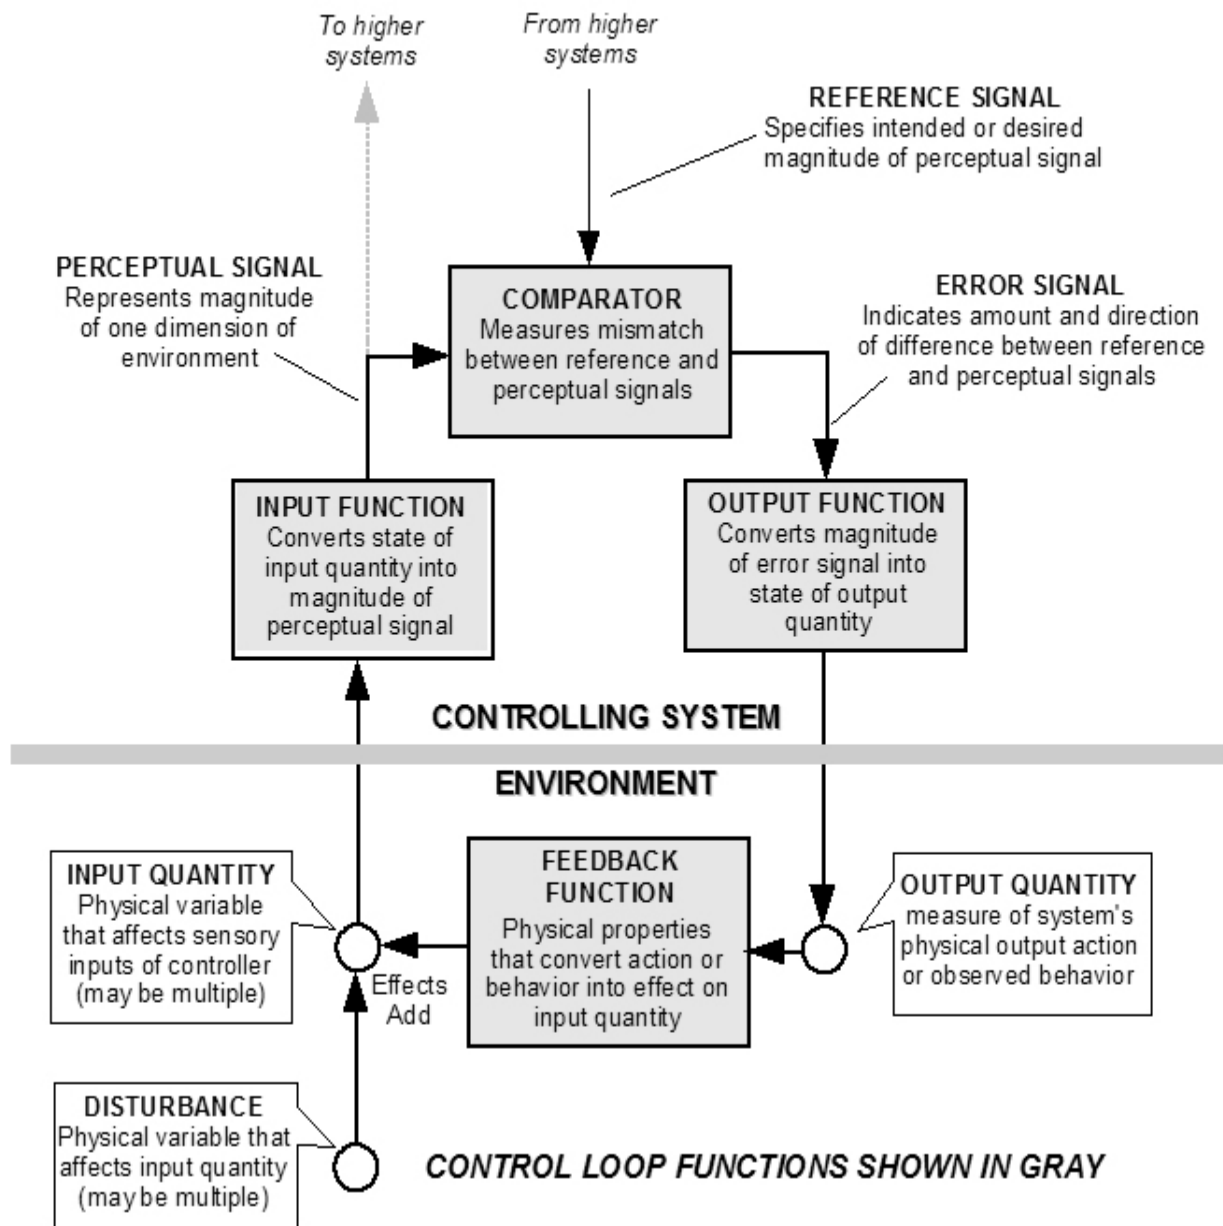 To higher
systems
From higher
systems
REFERENCE SIGNAL
Specifies intended or desired
magnitude of perceptual signal
PERCEPTUAL SIGNAL
Represents magnitude
of one dimension of
environment
COMPARATOR
Measures mismatch
between reference and
perceptual signals
ERROR SIGNAL
Indicates amount and direction
of difference between reference
and perceptual signals
INPUT FUNCTION
Converts state of
input quantity into
magnitude of
perceptual signal
OUTPUT FUNCTION
Converts magnitude
of error signal into
state of output
quantity
CONTROLLING SYSTEM
ENVIRONMENT
INPUT QUANTITY
Physical variable
that affects sensory
inputs of controller
(may be multiple)
Effects
Add
FEEDBACK
FUNCTION
Physical properties
that convert action or
behavior into effect on
input quantity
OUTPUT QUANTITY
measure of system's
physical output action
or observed behavior
DISTURBANCE
Physical variable that
affects input quantity
(may be multiple)
CONTROL LOOP FUNCTIONS SHOWN IN GRAY